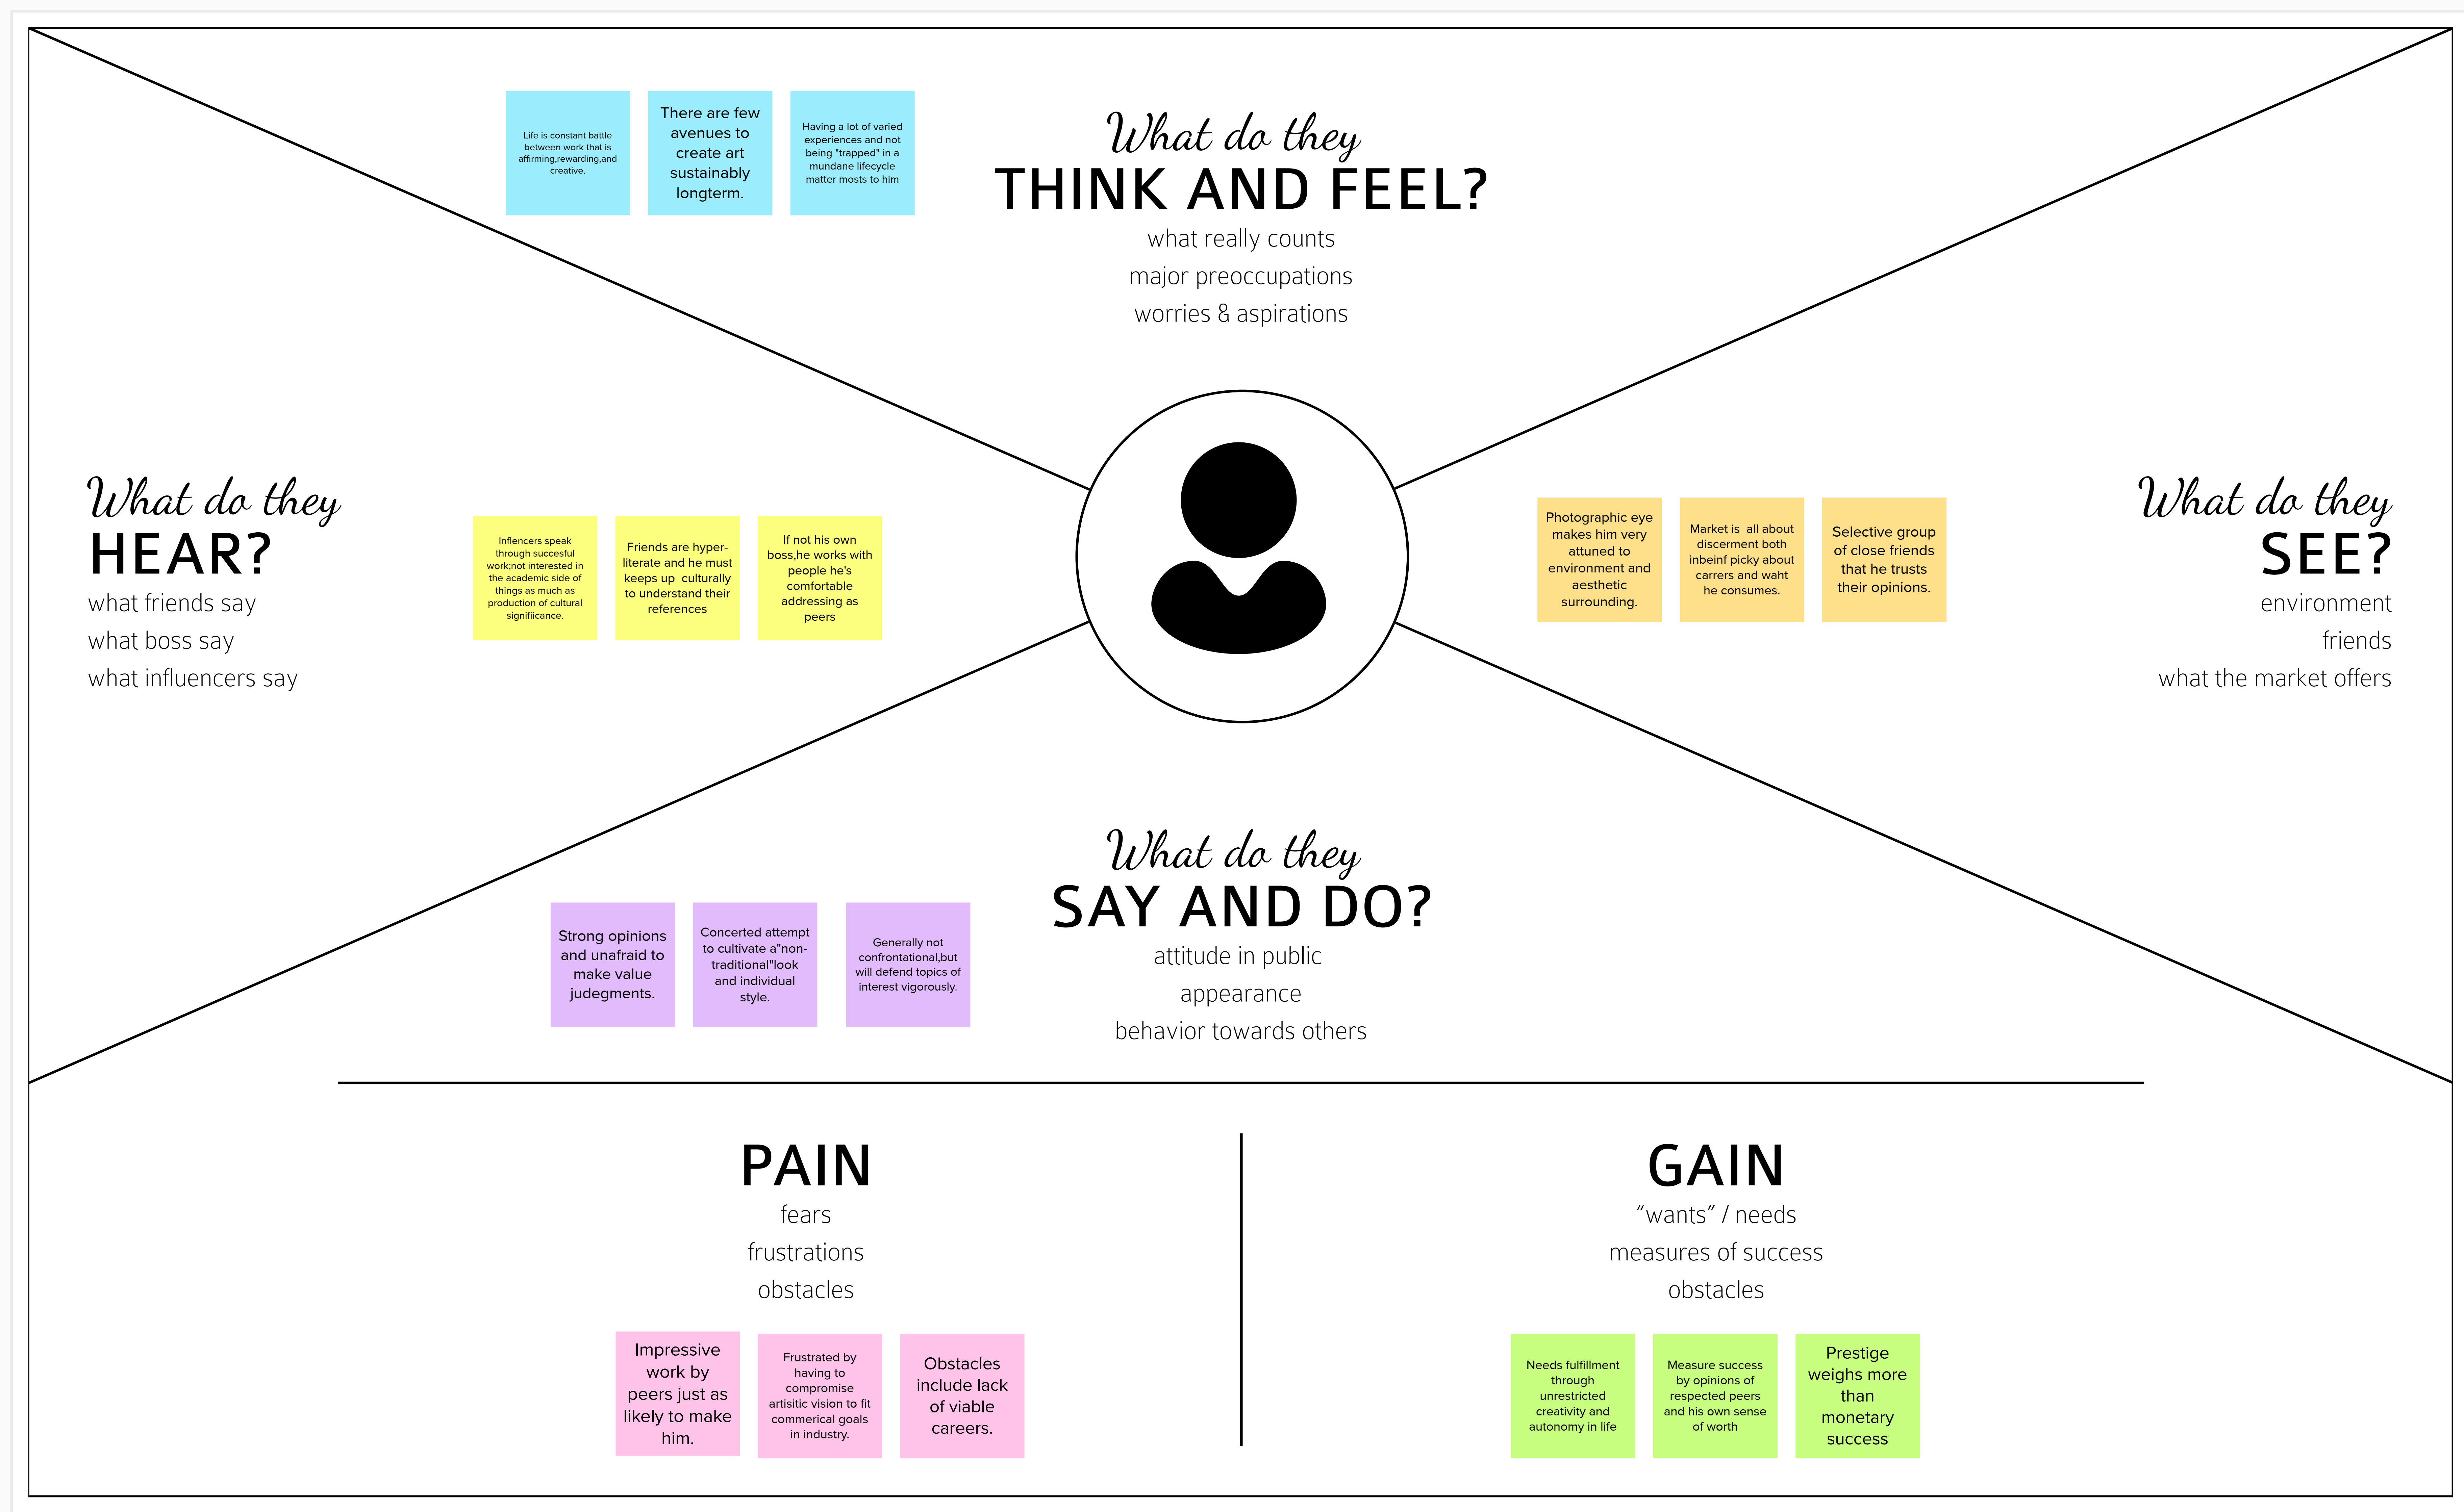 Life is constant battle
between work that is
affirming,rewarding,and
creative.
There are few
avenues to
create art
sustainably
longterm.
Having a lot of varied
experiences and not
being "trapped" in a
mundane lifecycle
matter mosts to him
What do they
THINK AND FEEL?
what really counts
major preoccupations
worries & aspirations
What do they
HEAR?
what friends say
what boss say
what influencers say
Inflencers speak
through succesful
work;not interested in
the academic side of
things as much as
production of cultural
signifiicance.
Friends are hyper-
literate and he must
keeps up culturally
to understand their
references
If not his own
boss,he works with
people he's
comfortable
addressing as
peers
Photographic eye
makes him very
attuned to
environment and
aesthetic
surrounding.
Market is all about
discerment both
inbeinf picky about
carrers and waht
he consumes.
Selective group
of close friends
that he trusts
their opinions.
What do they
SEE?
environment
friends
what the market offers
What do they
SAY AND DO?
attitude in public
appearance
behavior towards others
Strong opinions
and unafraid to
make value
judegments.
Concerted attempt
to cultivate a"non-
traditional"look
and individual
style.
Generally not
confrontational,but
will defend topics of
interest vigorously.
PAIN
fears
frustrations
obstacles
Impressive
work by
peers just as
likely to make
him.
Frustrated by
having to
compromise
artisitic vision to fit
commerical goals
in industry.
Obstacles
include lack
of viable
careers.
GAIN
“wants” / needs
measures of success
obstacles
Needs fulfillment
through
unrestricted
creativity and
autonomy in life
Measure success
by opinions of
respected peers
and his own sense
of worth
Prestige
weighs more
than
monetary
success